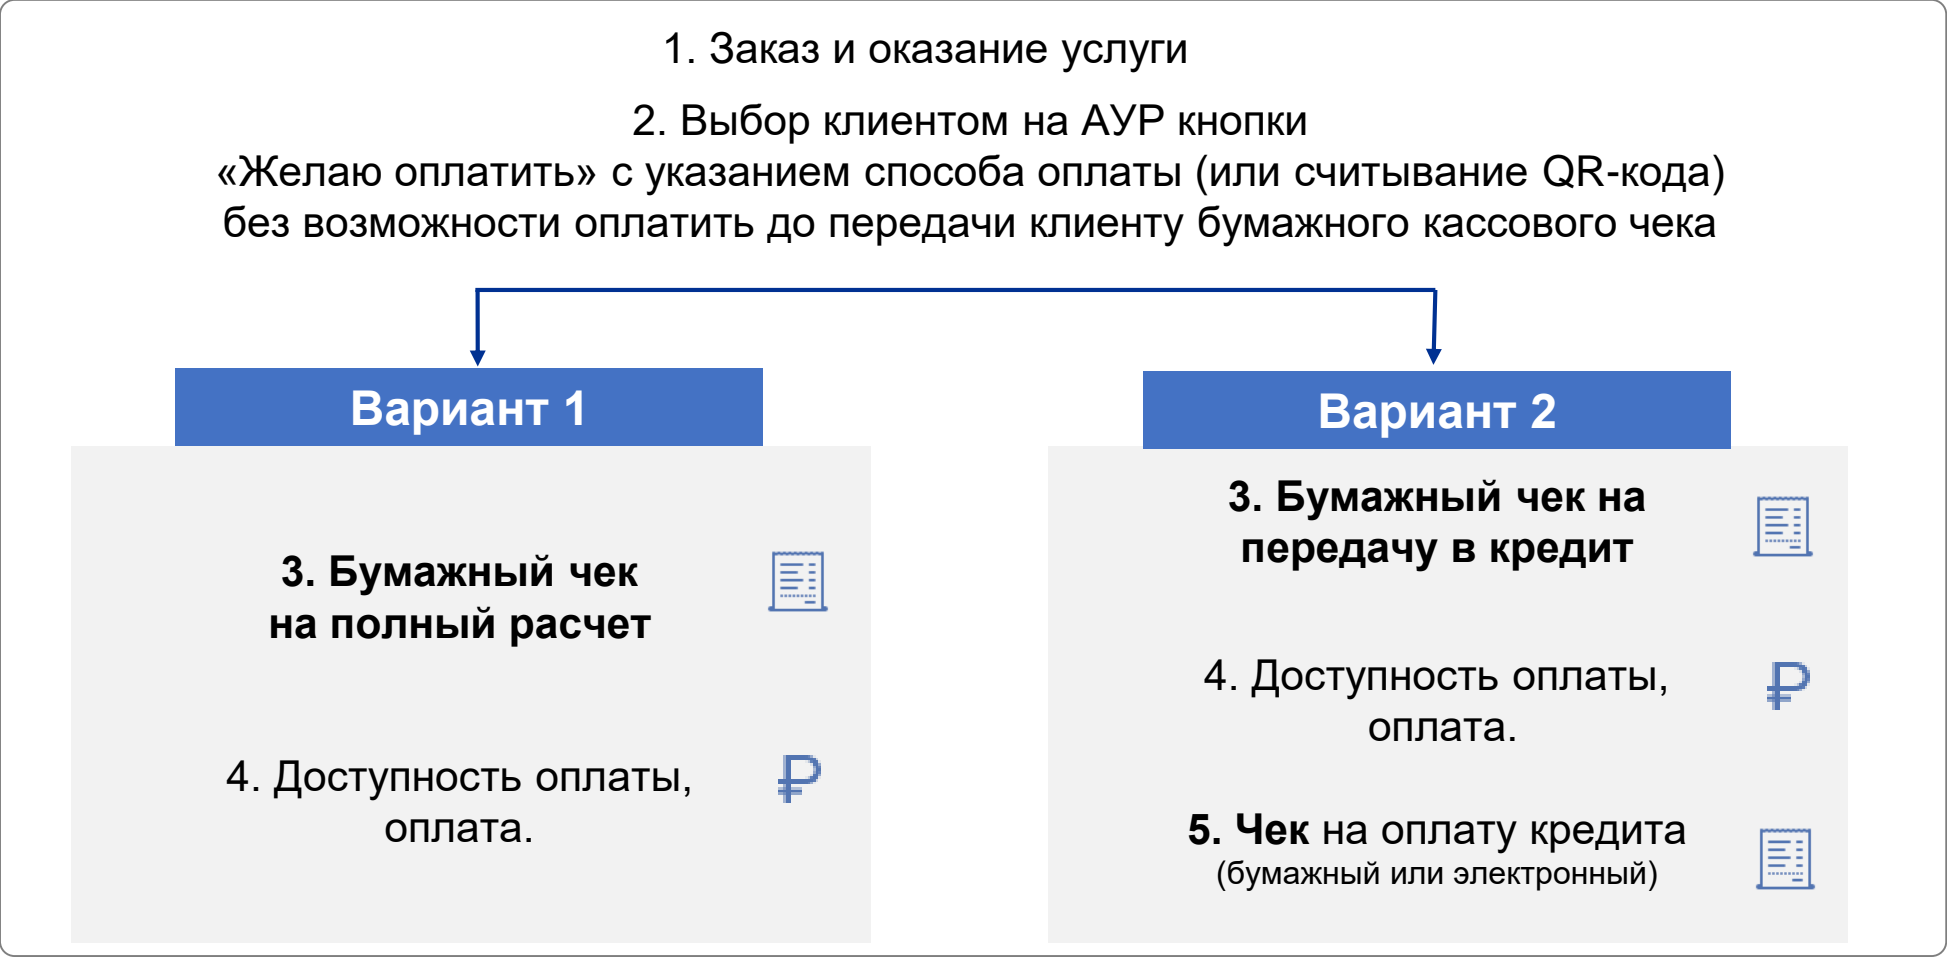 1. Заказ и оказание услуги
2. Выбор клиентом на АУР кнопки
«Желаю оплатить» с указанием способа оплаты (или считывание QR-кода)
без возможности оплатить до передачи клиенту бумажного кассового чека
Вариант 1
3. Бумажный чек
на полный расчет
4. Доступность оплаты,
оплата.
Вариант 2
3. Бумажный чек на
передачу в кредит
4. Доступность оплаты,
оплата.
5. Чек на оплату кредита
(бумажный или электронный)